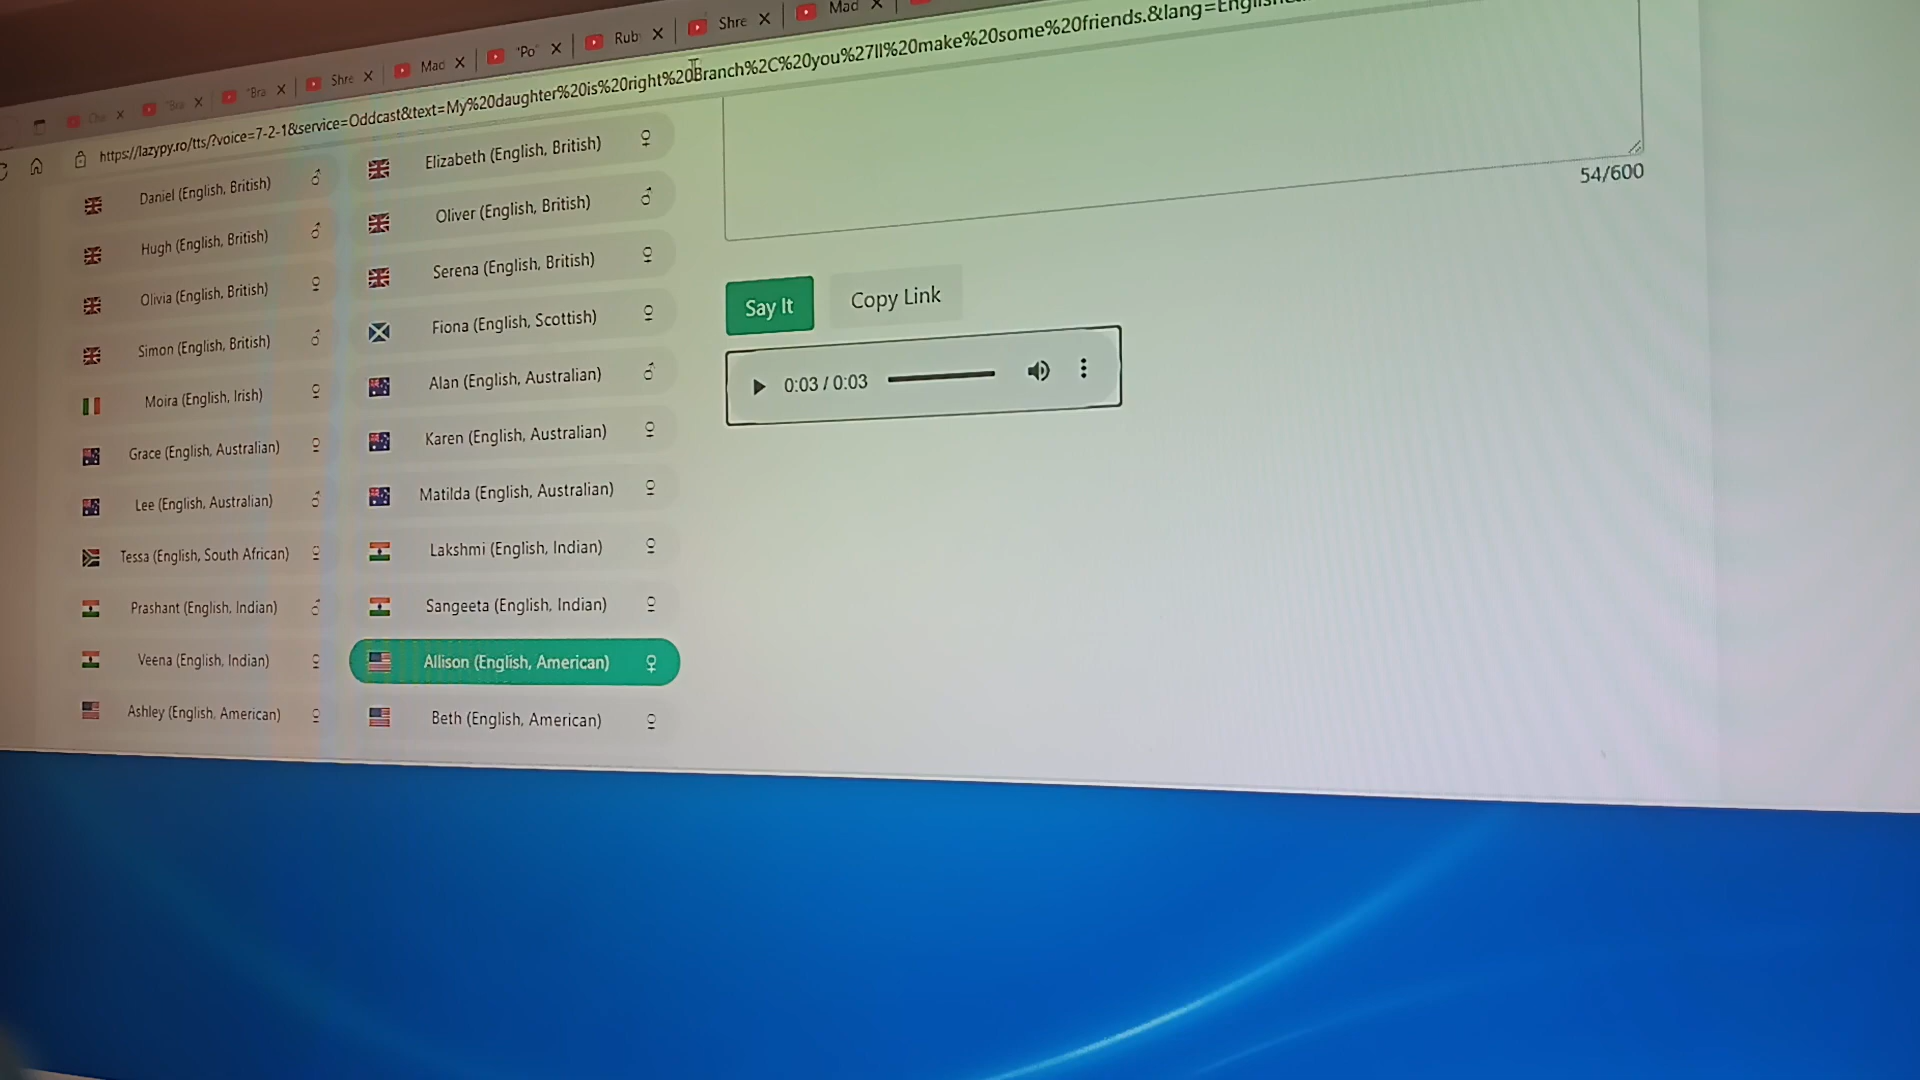 Shre
Mac
"Po
Rub
Shre
Mad
https://lazypy.ro/tts/?voice=7-2-1&service=Oddcast&text=My%20daughter%20is%20right%20Branch%2C%20you%27ll%20make%20some%20friends.&lang=English
Daniel (English, British)
Hugh (English, British)
Olivia (English, British)
Simon (English, British)
Moira (English, Irish)
Grace (English, Australian)
Lee (English, Australian)
Tessa (English, South African)
Prashant (English, Indian)
Veena (English, Indian)
Ashley (English, American)
Elizabeth (English, British)
Oliver (English, British)
Serena (English, British)
Fiona (English, Scottish)
Alan (English, Australian)
Karen (English, Australian)
Matilda (English, Australian)
Lakshmi (English, Indian)
Sangeeta (English, Indian)
Allison (English, American)
Beth (English, American)
54/600
Say It
Copy Link
0:03 / 0:03